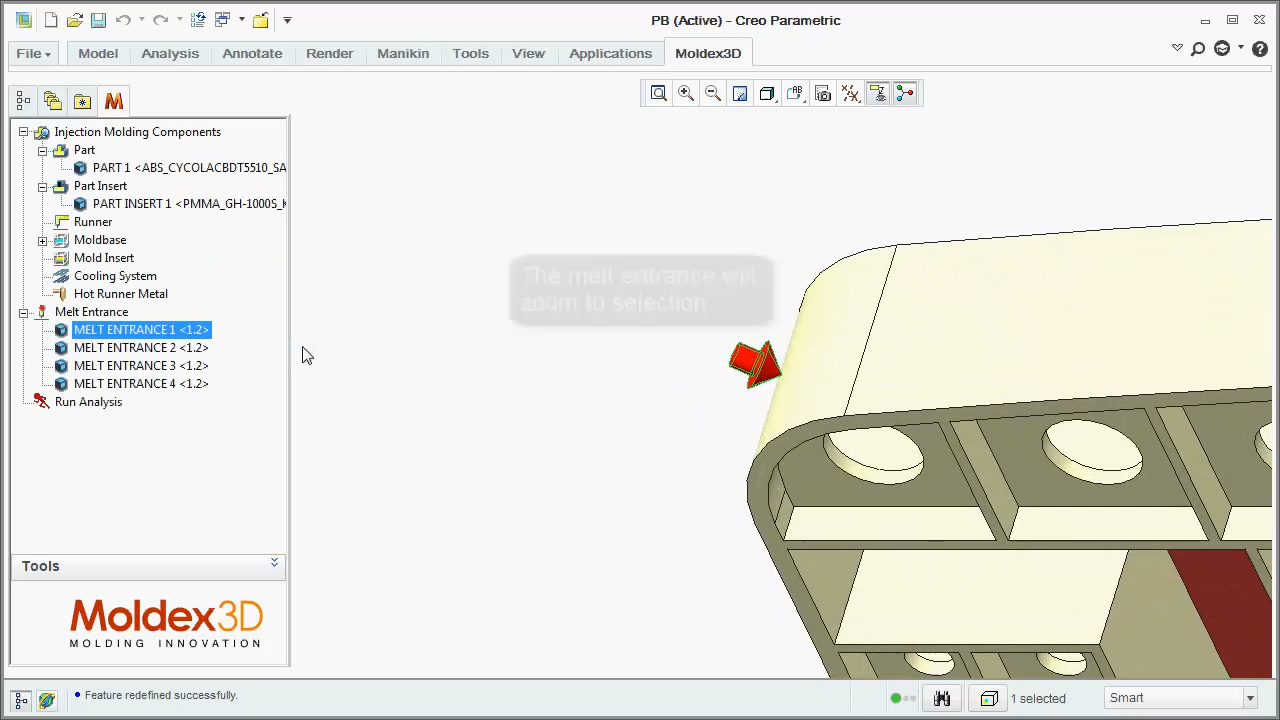 PB (Active) - Creo Parametric
File
Model
Analysis
Annotate
Render
Manikin
Tools
View
Applications
Moldex3D
Injection Molding Components
Part
PART 1 <ABS_CYCOLACBDT5510_SA
Part Insert
PART INSERT 1 <PMMA_GH-1000S_K
Runner
Moldbase
Mold Insert
Cooling System
Hot Runner Metal
Melt Entrance
MELT ENTRANCE 1 <1.2>
MELT ENTRANCE 2 <1.2>
MELT ENTRANCE 3 <1.2>
MELT ENTRANCE 4 <1.2>
Run Analysis
The melt entrance will
zoom to selection
Tools
Moldex3D
MOLDING INNOVATION
Feature redefined successfully.
1 selected
Smart